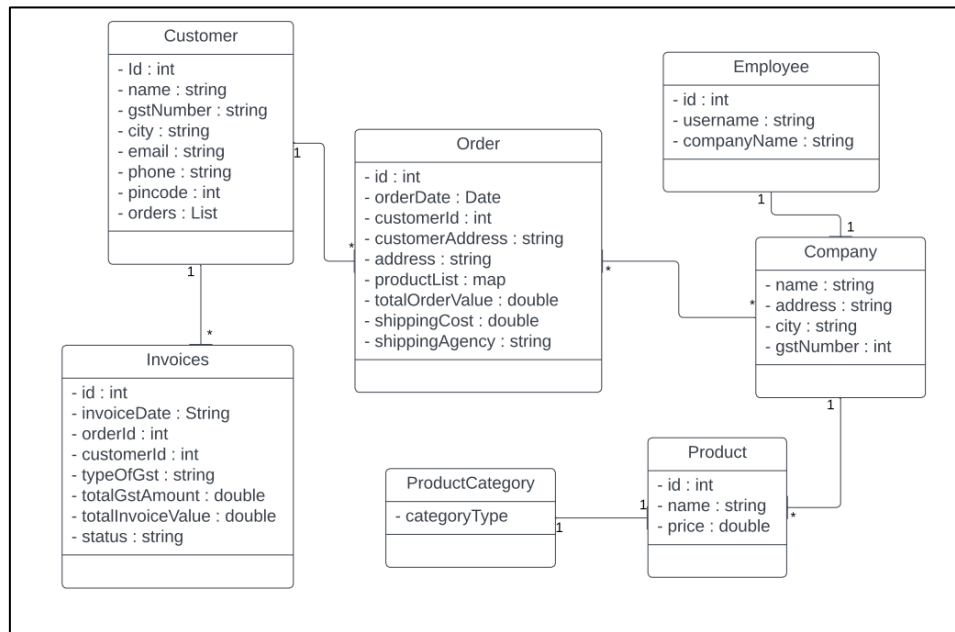 Customer
- Id : int
- name : string
- gstNumber : string
- city : string
- email : string
- phone : string
- pincode : int
- orders : List
1
1
Order
- id : int
- orderDate : Date
- customerId : int
- customerAddress : string
- address : string
- productList : map
- totalOrderValue : double
- shippingCost : double
- shippingAgency : string
*
*
Employee
- id : int
- username : string
- companyName : string
1
1
Company
- name : string
- address : string
- city : string
- gstNumber : int
*
1
*
Invoices
- id : int
- invoiceDate : String
- orderId : int
- customerId : int
- typeOfGst : string
- totalGstAmount : double
- totalInvoiceValue : double
- status : string
ProductCategory
- categoryType
1
1
Product
- id : int
- name : string
- price : double
*